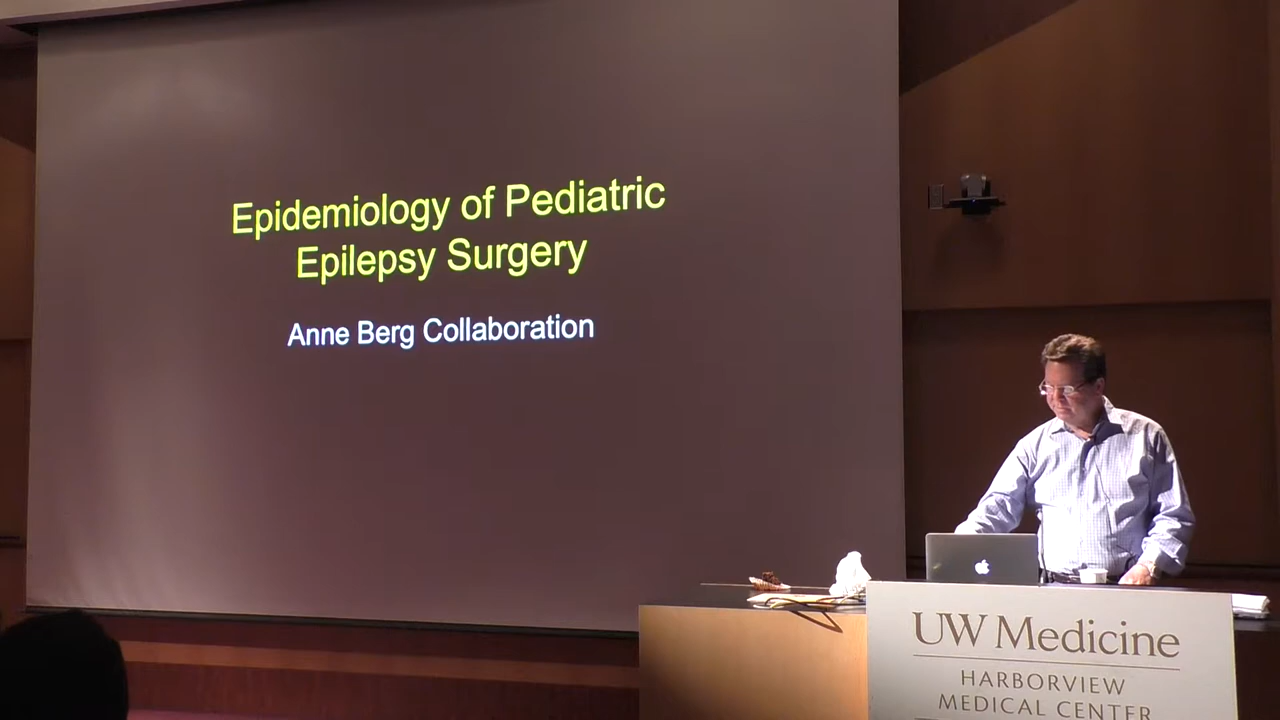 Epidemiology of Pediatric
Epilepsy Surgery
Anne Berg Collaboration
UW Medicine
HARBORVIEW
MEDICAL CENTER